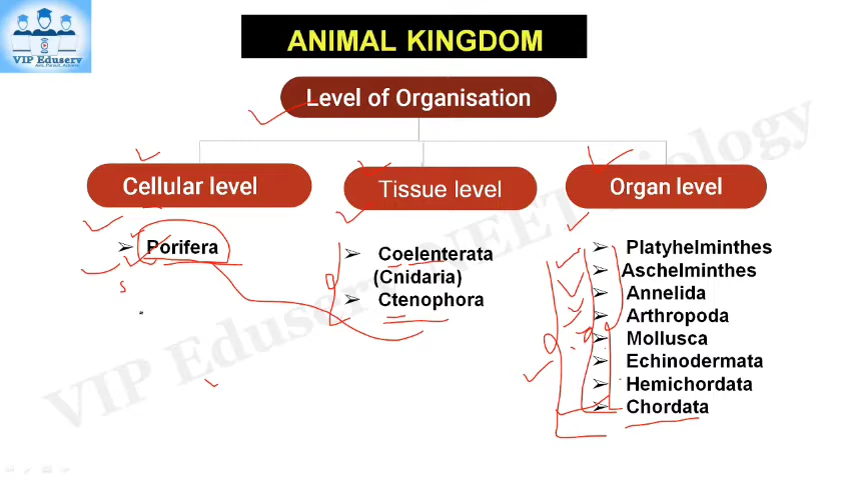 VIP Eduserv
ANIMAL KINGDOM
Level of Organisation
Cellular level
Tissue level
Organ level
➢ Porifera
➢ Coelenterata
(Cnidaria)
➢ Ctenophora
➢ Platyhelminthes
➢ Aschelminthes
➢ Annelida
➢ Arthropoda
➢ Mollusca
➢ Echinodermata
➢ Hemichordata
➢ Chordata
s
VIP Eduserv NEET Biology